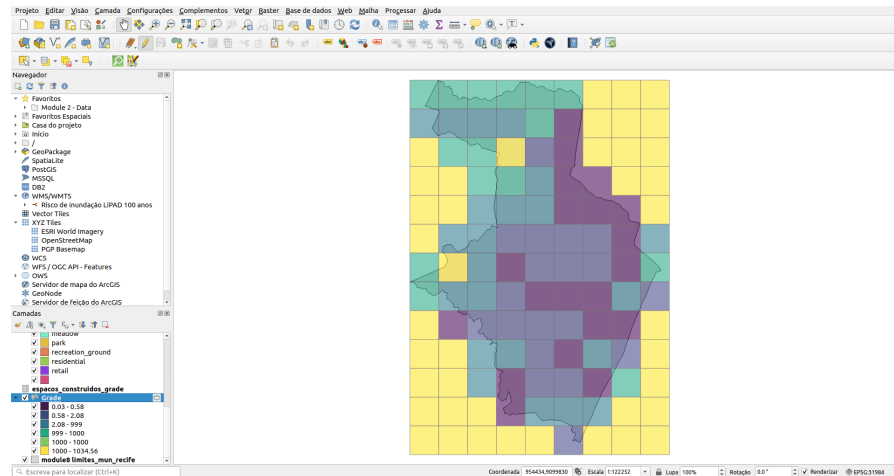 Projeto Editar Visão Camada Configurações Complementos Vetor Raster Base de dados Web Malha Processar Ajuda
Navegador
Favoritos
Module 2 - Data
Favoritos Espaciais
Casa do projeto
Início
/
GeoPackage
SpatiaLite
PostGIS
MSSQL
DB2
WMS/WMTS
Risco de inundação LiPAD 100 anos
Vector Tiles
XYZ Tiles
ESRI World Imagery
OpenStreetMap
PGP Basemap
WCS
WFS / OGC API - Features
OWS
Servidor de mapa do ArcGIS
GeoNode
Servidor de feição do ArcGIS
Camadas
meadow
park
recreation_ground
residential
retail
espacos_construidos_grade
Grade
0.03 - 0.58
0.58 - 2.08
2.08 - 999
999 - 1000
1000 - 1000
1000 - 1034.56
module8 limites_mun_recife
Escreva para localizar (Ctrl+K) Coordenada 954434,9099830 Escala 1:122252 Lupa 100% Rotação 0.0° Renderizar EPSG:31984